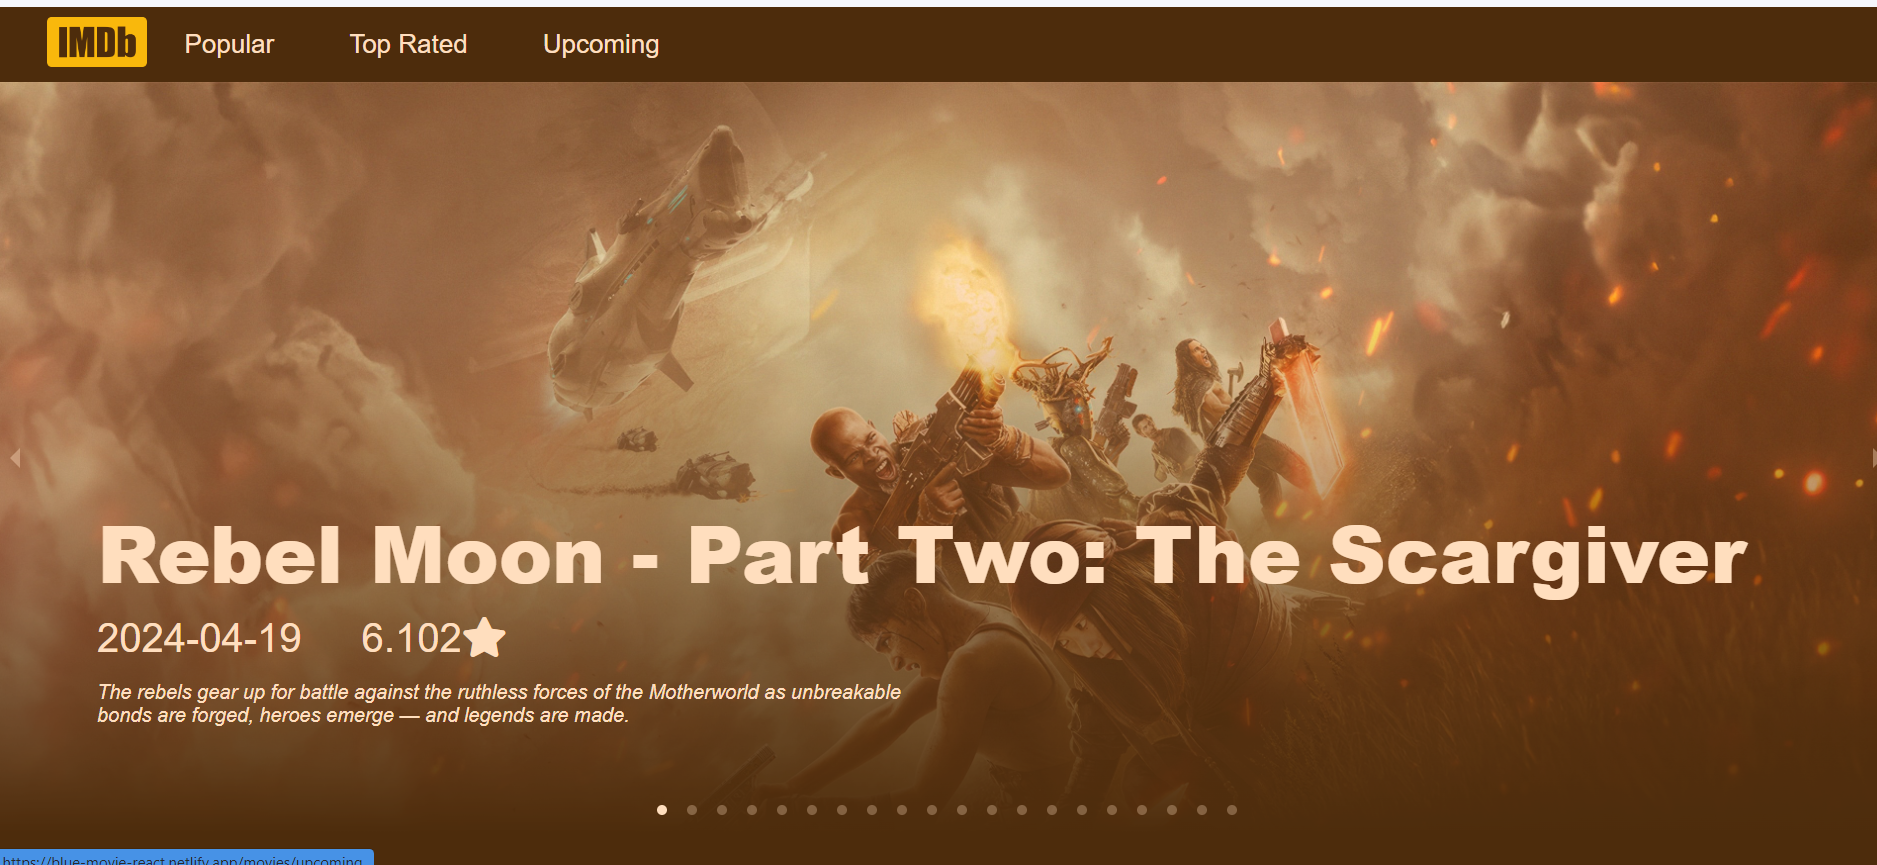 IMDb Popular Top Rated Upcoming
Rebel Moon - Part Two: The Scargiver
2024-04-19 6.102
The rebels gear up for battle against the ruthless forces of the Motherworld as unbreakable
bonds are forged, heroes emerge — and legends are made.
https://blue-movie-react.netlify.app/movies/upcoming